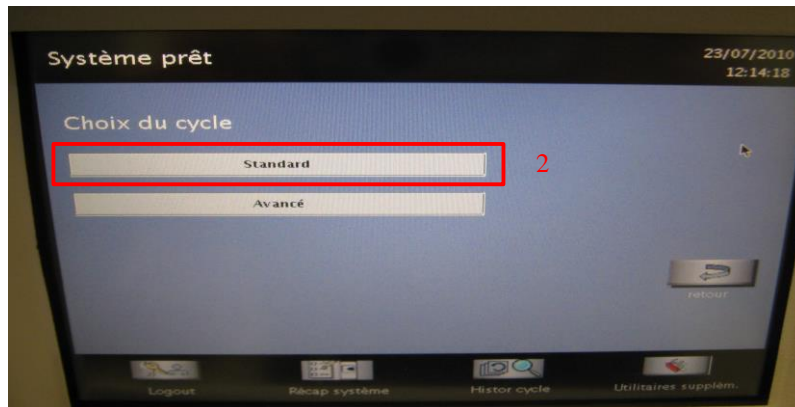 Système prêt
23/07/2010
12:14:18
Choix du cycle
Standard
2
Avancé
retour
Logout
Récap système
Histor cycle
Utilitaires supplém.